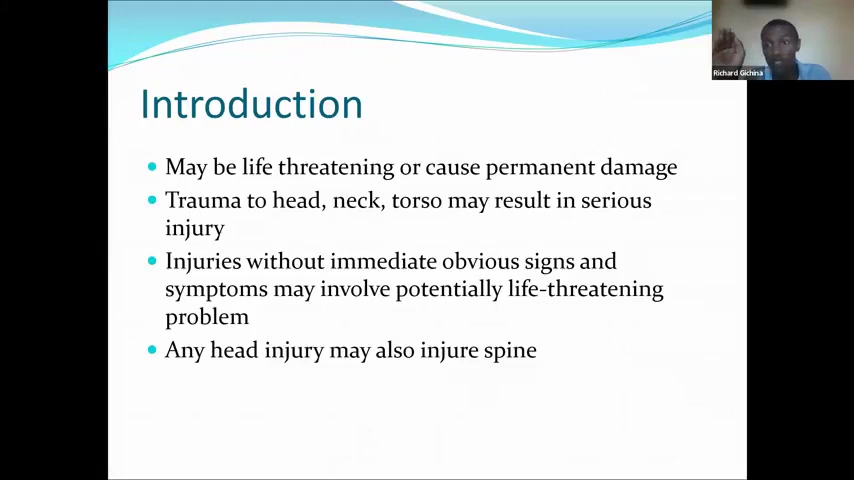 Richard Gichina
Introduction
May be life threatening or cause permanent damage
Trauma to head, neck, torso may result in serious
injury
Injuries without immediate obvious signs and
symptoms may involve potentially life-threatening
problem
Any head injury may also injure spine